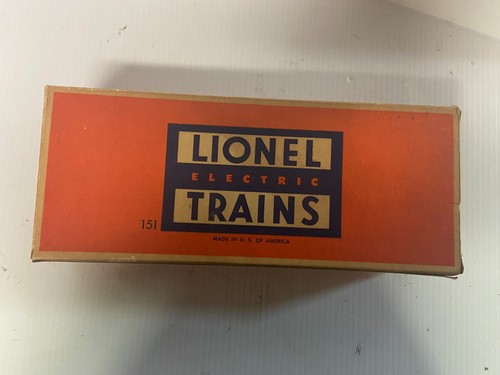 LIONEL
ELECTRIC
TRAINS
151
MADE IN U. S. OF AMERICA